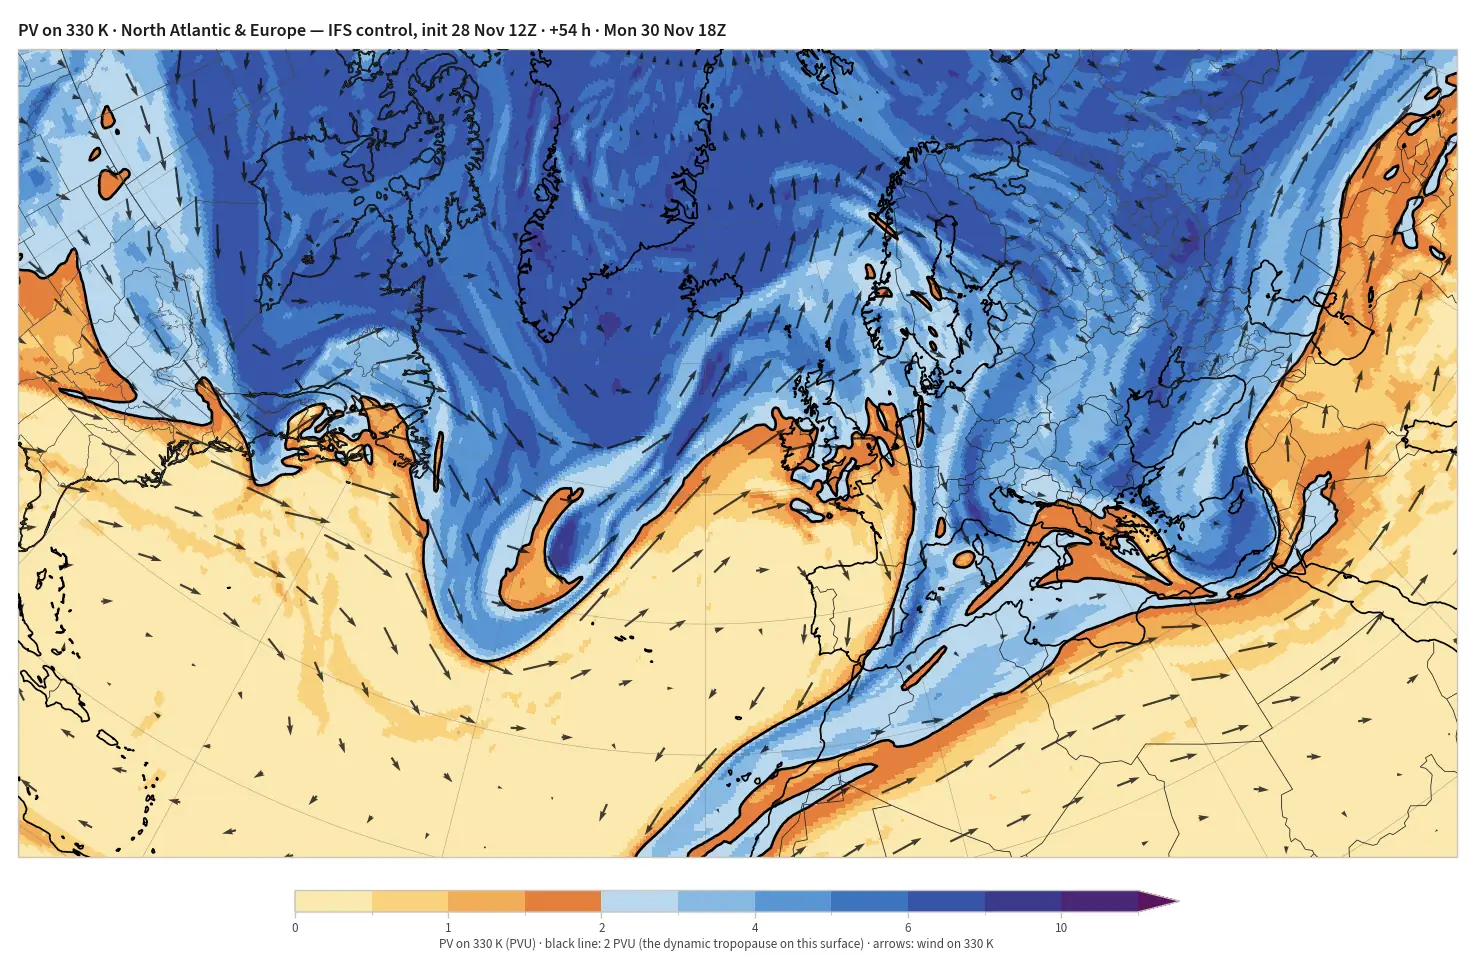 PV on 330 K · North Atlantic & Europe — IFS control, init 28 Nov 12Z · +54 h · Mon 30 Nov 18Z
0 1 2 4 6 10
PV on 330 K (PVU) · black line: 2 PVU (the dynamic tropopause on this surface) · arrows: wind on 330 K